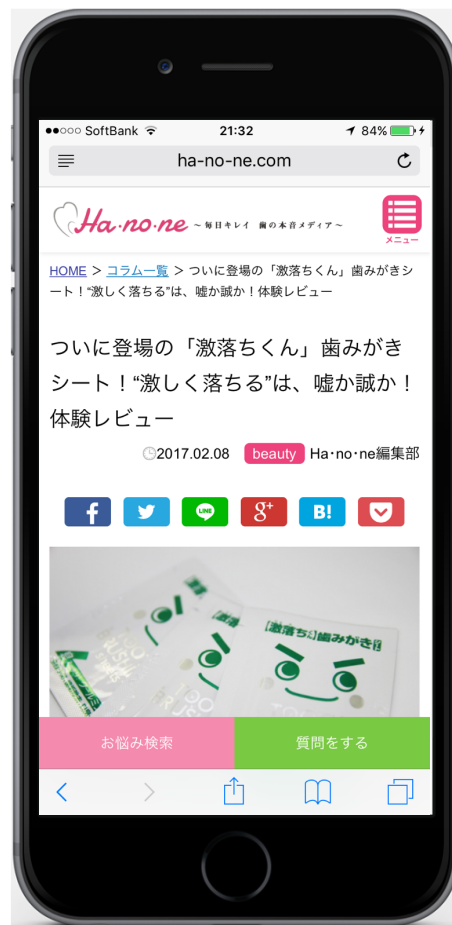 SoftBank 21:32 84%
ha-no-ne.com
Ha·no·ne ～毎日キレイ 歯の本音メディア～
メニュー
HOME > コラム一覧 > ついに登場の「激落ちくん」歯みがきシ
ート！“激しく落ちる”は、嘘か誠か！体験レビュー
ついに登場の「激落ちくん」歯みがき
シート！“激しく落ちる”は、嘘か誠か！
体験レビュー
2017.02.08 beauty Ha･no･ne編集部
f LINE g+ B!
【激落ちくん】歯みがき
お悩み検索 質問をする